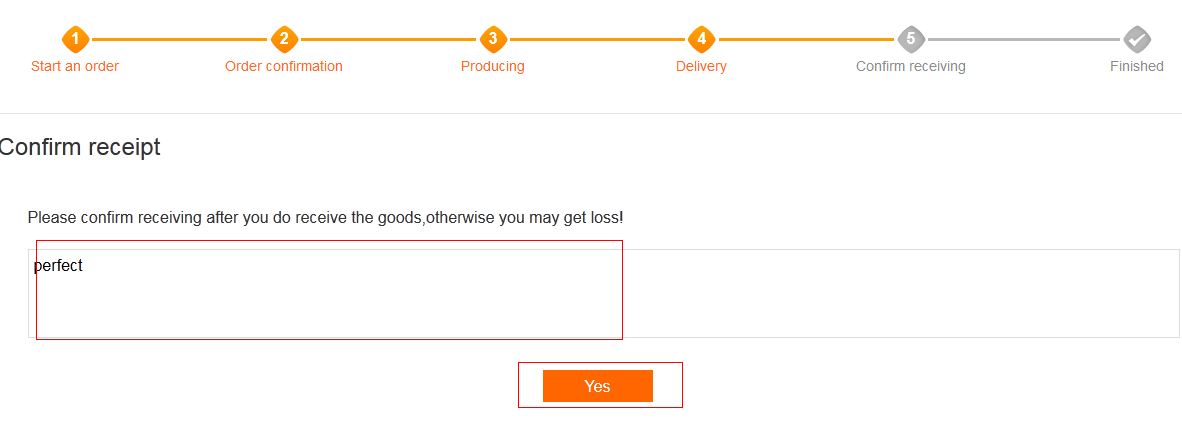 1 2 3 4 5
Start an order Order confirmation Producing Delivery Confirm receiving Finished
Confirm receipt
Please confirm receiving after you do receive the goods,otherwise you may get loss!
perfect
Yes